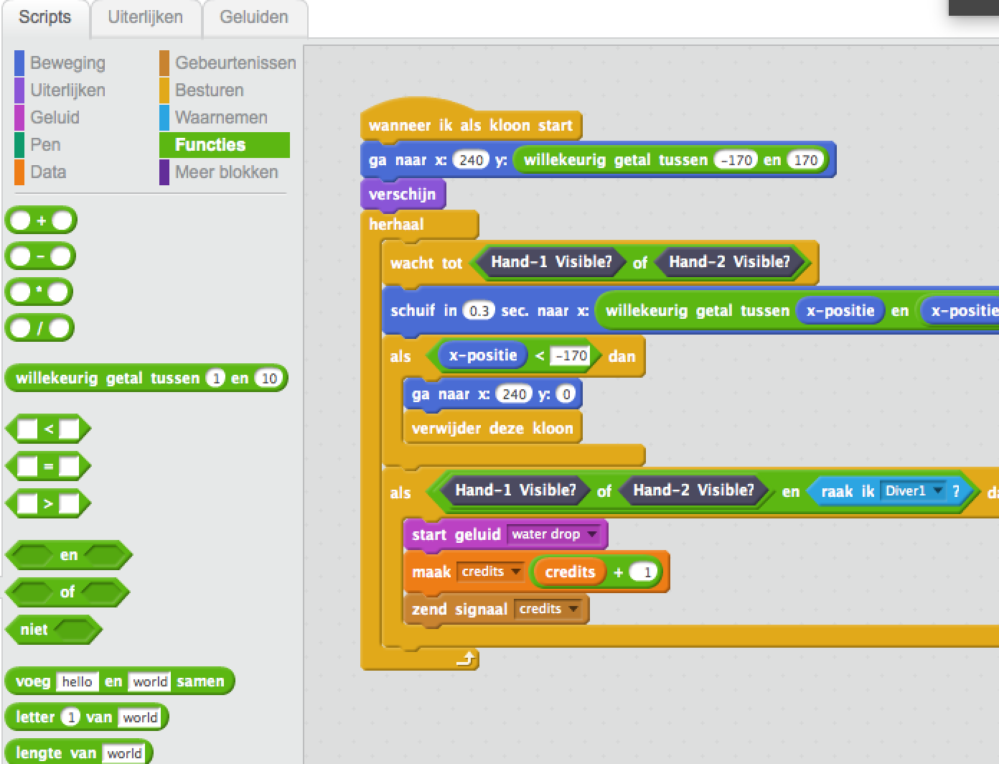 Scripts Uiterlijken Geluiden
Beweging Gebeurtenissen
Uiterlijken Besturen
Geluid Waarnemen
Pen Functies
Data Meer blokken
+
-
*
/
willekeurig getal tussen 1 en 10
<
=
>
en
of
niet
voeg hello en world samen
letter 1 van world
lengte van world
wanneer ik als kloon start
ga naar x: 240 y: willekeurig getal tussen -170 en 170
verschijn
herhaal
wacht tot Hand-1 Visible? of Hand-2 Visible?
schuif in 0.3 sec. naar x: willekeurig getal tussen x-positie en x-positie
als x-positie < -170 dan
ga naar x: 240 y: 0
verwijder deze kloon
als Hand-1 Visible? of Hand-2 Visible? en raak ik Diver1 ?
start geluid water drop
maak credits credits + 1
zend signaal credits